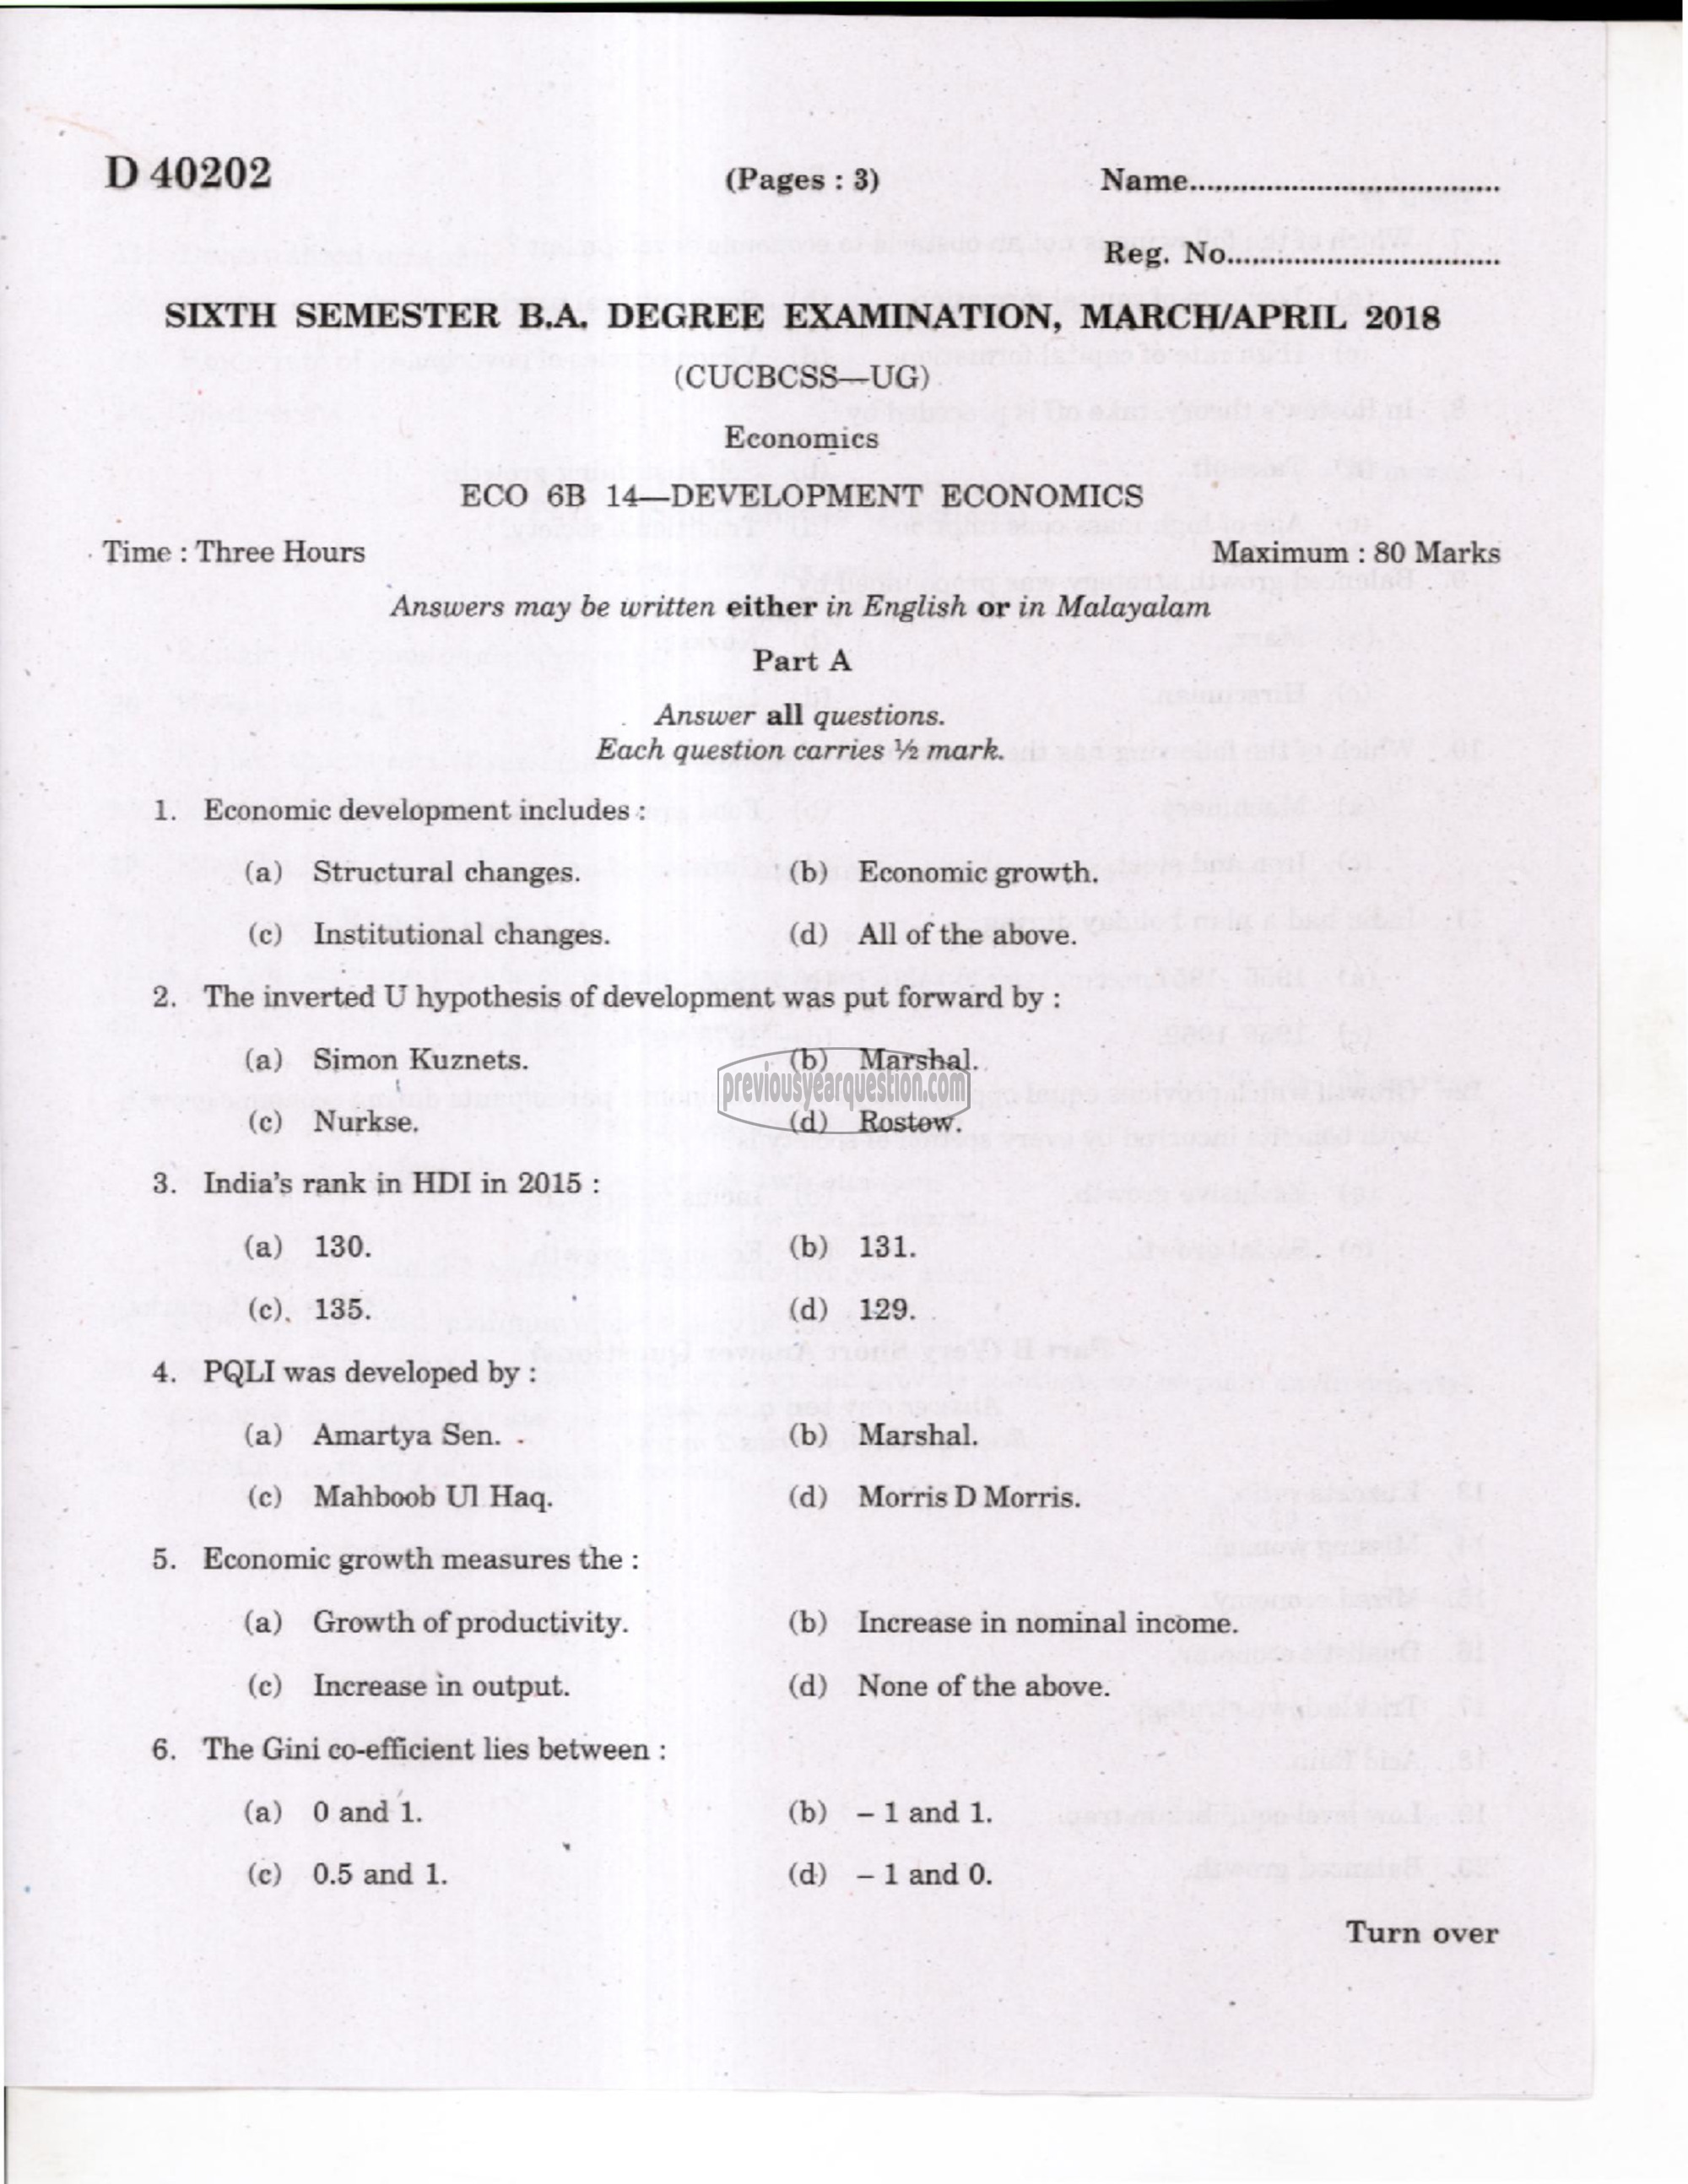 D 40202
(Pages : 3)
Name....................................
Reg. No................................
SIXTH SEMESTER B.A. DEGREE EXAMINATION, MARCH/APRIL 2018
(CUCBCSS—UG)
Economics
ECO 6B 14—DEVELOPMENT ECONOMICS
Time : Three Hours
Maximum : 80 Marks
Answers may be written either in English or in Malayalam
Part A
Answer all questions.
Each question carries ½ mark.
1. Economic development includes :
(a) Structural changes. (b) Economic growth.
(c) Institutional changes. (d) All of the above.
2. The inverted U hypothesis of development was put forward by :
(a) Simon Kuznets. (b) Marshal.
previousyearquestion.com
(c) Nurkse. (d) Rostow.
3. India's rank in HDI in 2015 :
(a) 130. (b) 131.
(c) 135. (d) 129.
4. PQLI was developed by :
(a) Amartya Sen. (b) Marshal.
(c) Mahboob Ul Haq. (d) Morris D Morris.
5. Economic growth measures the :
(a) Growth of productivity. (b) Increase in nominal income.
(c) Increase in output. (d) None of the above.
6. The Gini co-efficient lies between :
(a) 0 and 1. (b) – 1 and 1.
(c) 0.5 and 1. (d) – 1 and 0.
Turn over